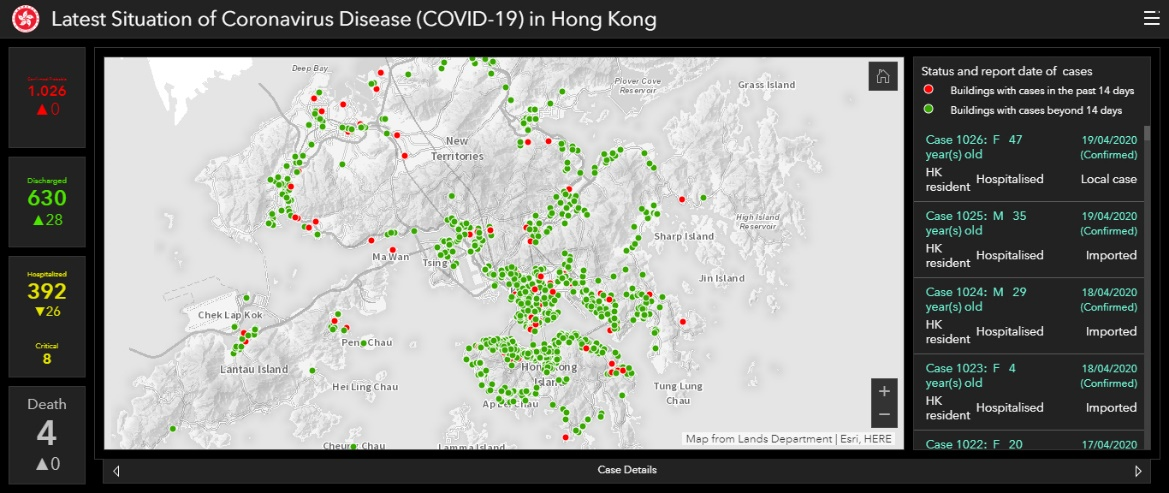 Latest Situation of Coronavirus Disease (COVID-19) in Hong Kong
1,026
▲0
Discharged
630
▲28
Hospitalized
392
▼26
Critical
8
Death
4
▲0
Deep Bay
Plover Cove
Reservoir
Grass Island
New
Territories
High Island
Reservoir
Sharp Island
Ma Wan
Tsing
Jin Island
Chek Lap Kok
Peng Chau
Lantau Island
Hong Kong
Island
Hei Ling Chau
Tung Lung
Chau
Ap Lei Chau
Cheung Chau
Lamma Island
+
−
Map from Lands Department | Esri, HERE
Case Details
Status and report date of cases
Buildings with cases in the past 14 days
Buildings with cases beyond 14 days
Case 1026: F 47 19/04/2020
year(s) old (Confirmed)
HK
resident Hospitalised Local case
Case 1025: M 35 19/04/2020
year(s) old (Confirmed)
HK
resident Hospitalised Imported
Case 1024: M 29 18/04/2020
year(s) old (Confirmed)
HK
resident Hospitalised Imported
Case 1023: F 4 18/04/2020
year(s) old (Confirmed)
HK
resident Hospitalised Imported
Case 1022: F 20 17/04/2020